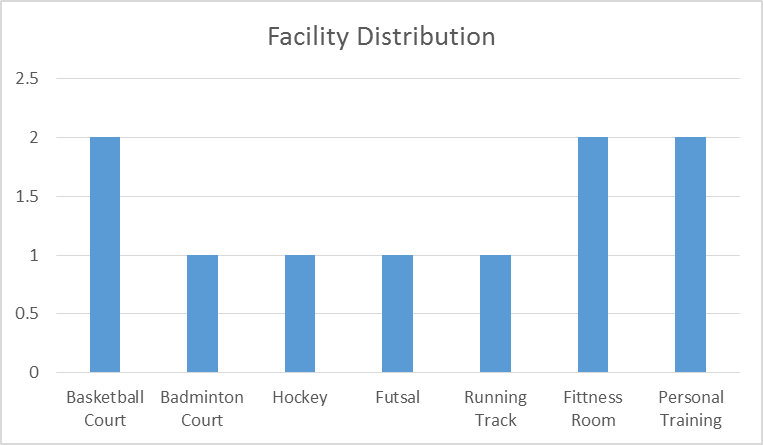 Facility Distribution
2.5
2
1.5
1
0.5
0
Basketball
Court
Badminton
Court
Hockey
Futsal
Running
Track
Fittness
Room
Personal
Training